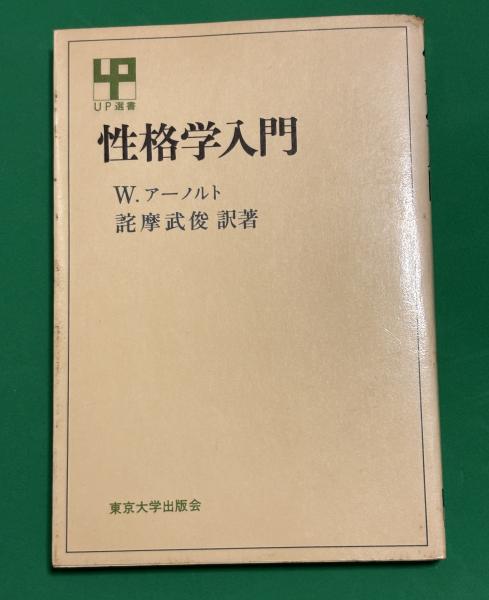 UP
UP選書
性格学入門
W.アーノルト
詫摩武俊 訳著
東京大学出版会